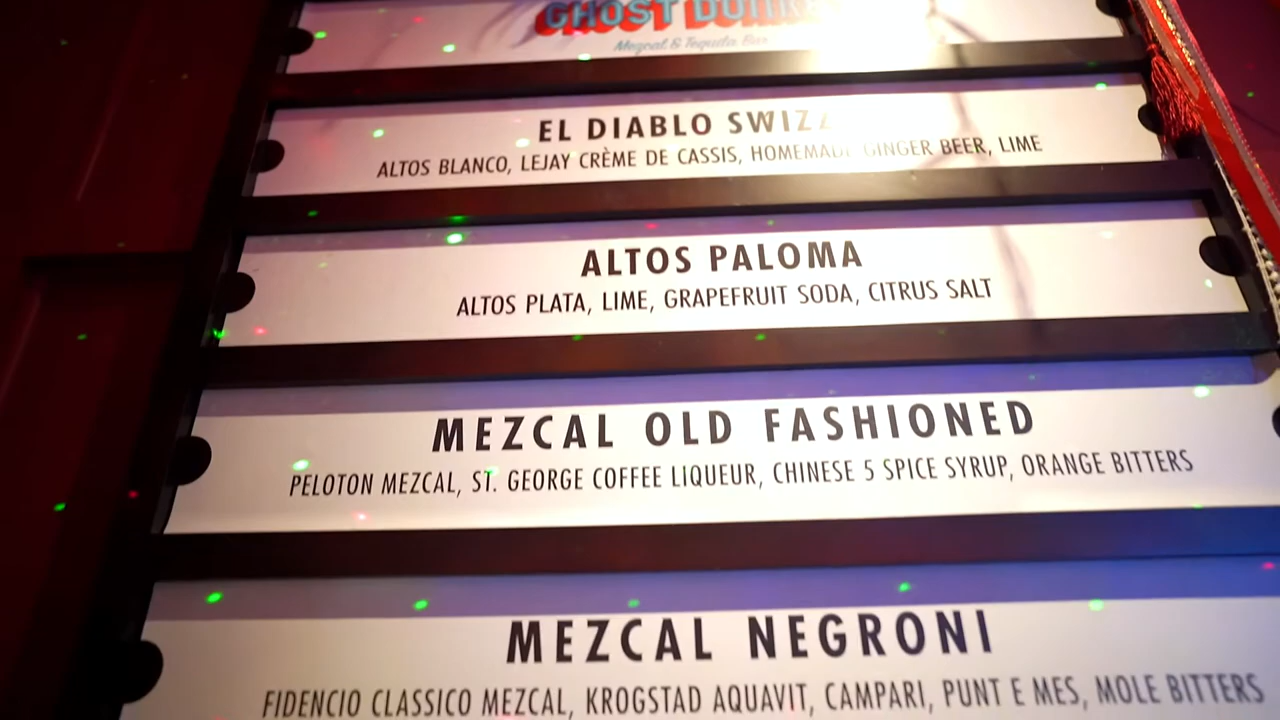 GHOST
Mezcal & Tequila Bar
EL DIABLO
ALTOS BLANCO, LEJAY CRÈME DE CASSIS, HOMEMADE GINGER BEER, LIME
ALTOS PALOMA
ALTOS PLATA, LIME, GRAPEFRUIT SODA, CITRUS SALT
MEZCAL OLD FASHIONED
PELOTON MEZCAL, ST. GEORGE COFFEE LIQUEUR, CHINESE 5 SPICE SYRUP, ORANGE BITTERS
MEZCAL NEGRONI
FIDENCIO CLASSICO MEZCAL, KROGSTAD AQUAVIT, CAMPARI, PUNT E MES, MOLE BITTERS